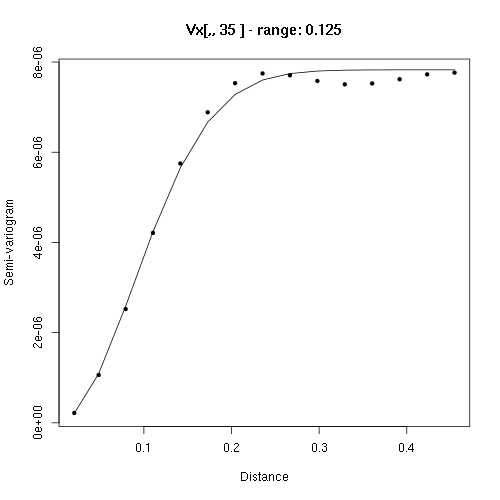 Vx[,, 35 ] - range: 0.125
Semi-variogram
8e-06
6e-06
4e-06
2e-06
0e+00
0.1 0.2 0.3 0.4
Distance